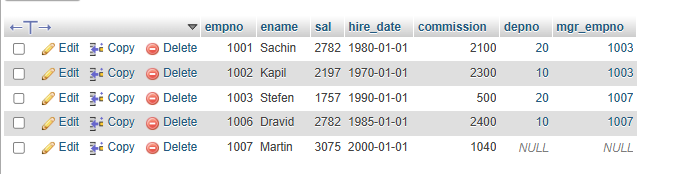 ←T→ empno ename sal hire_date commission depno mgr_empno
Edit Copy Delete 1001 Sachin 2782 1980-01-01 2100 20 1003
Edit Copy Delete 1002 Kapil 2197 1970-01-01 2300 10 1003
Edit Copy Delete 1003 Stefen 1757 1990-01-01 500 20 1007
Edit Copy Delete 1006 Dravid 2782 1985-01-01 2400 10 1007
Edit Copy Delete 1007 Martin 3075 2000-01-01 1040 NULL NULL